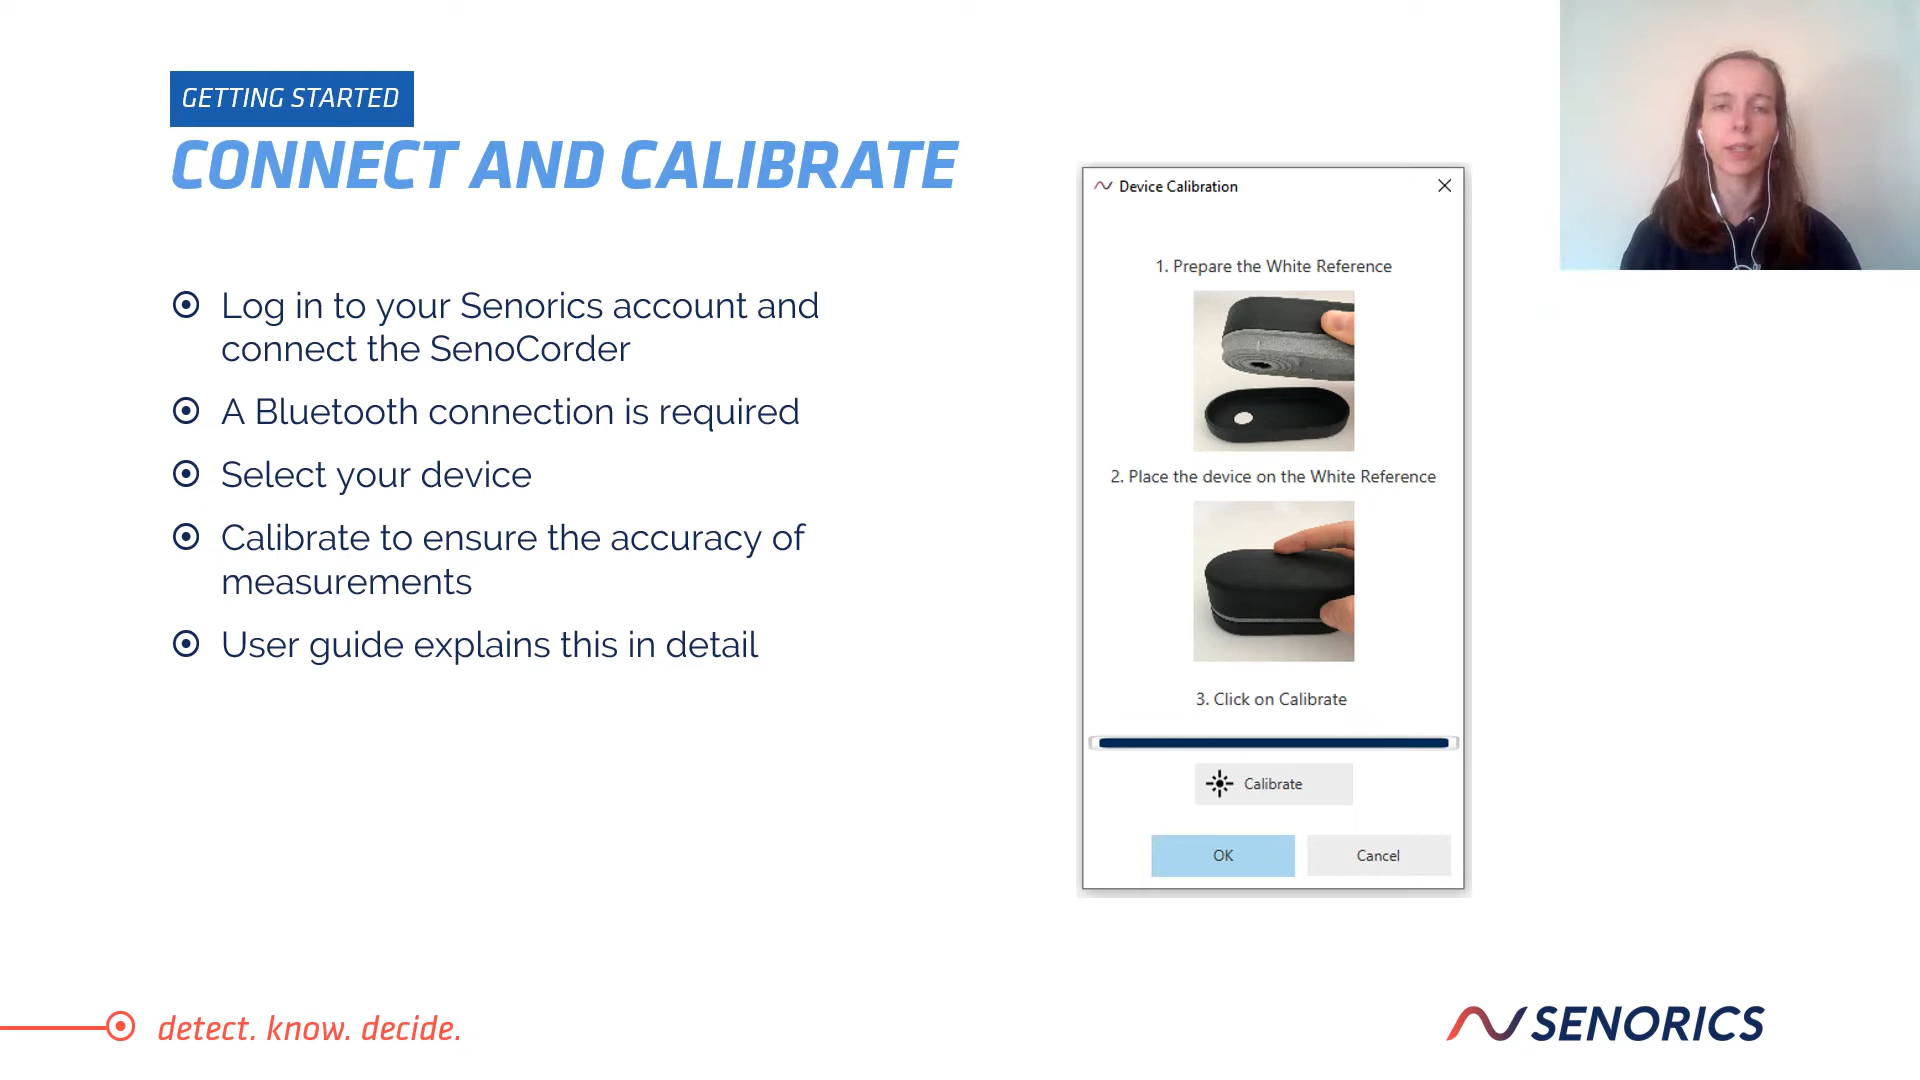 GETTING STARTED
CONNECT AND CALIBRATE
Log in to your Senorics account and
connect the SenoCorder
A Bluetooth connection is required
Select your device
Calibrate to ensure the accuracy of
measurements
User guide explains this in detail
Device Calibration
1. Prepare the White Reference
2. Place the device on the White Reference
3. Click on Calibrate
Calibrate
OK
Cancel
detect. know. decide.
SENORICS